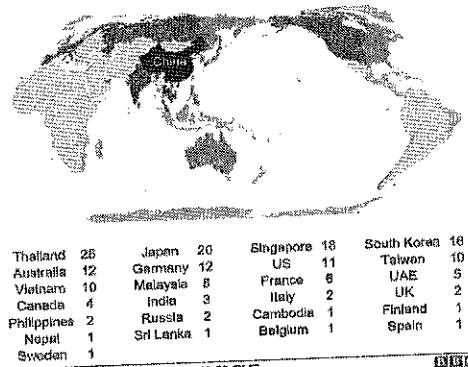 China
Thailand 25 Japan 20 Singapore 18 South Korea 16
Australia 12 Germany 12 US 11 Taiwan 10
Vietnam 10 Malaysia 8 France 6 UAE 5
Canada 4 India 3 Italy 2 UK 2
Philippines 2 Russia 2 Cambodia 1 Finland 1
Nepal 1 Sri Lanka 1 Belgium 1 Spain 1
Sweden 1
BBC